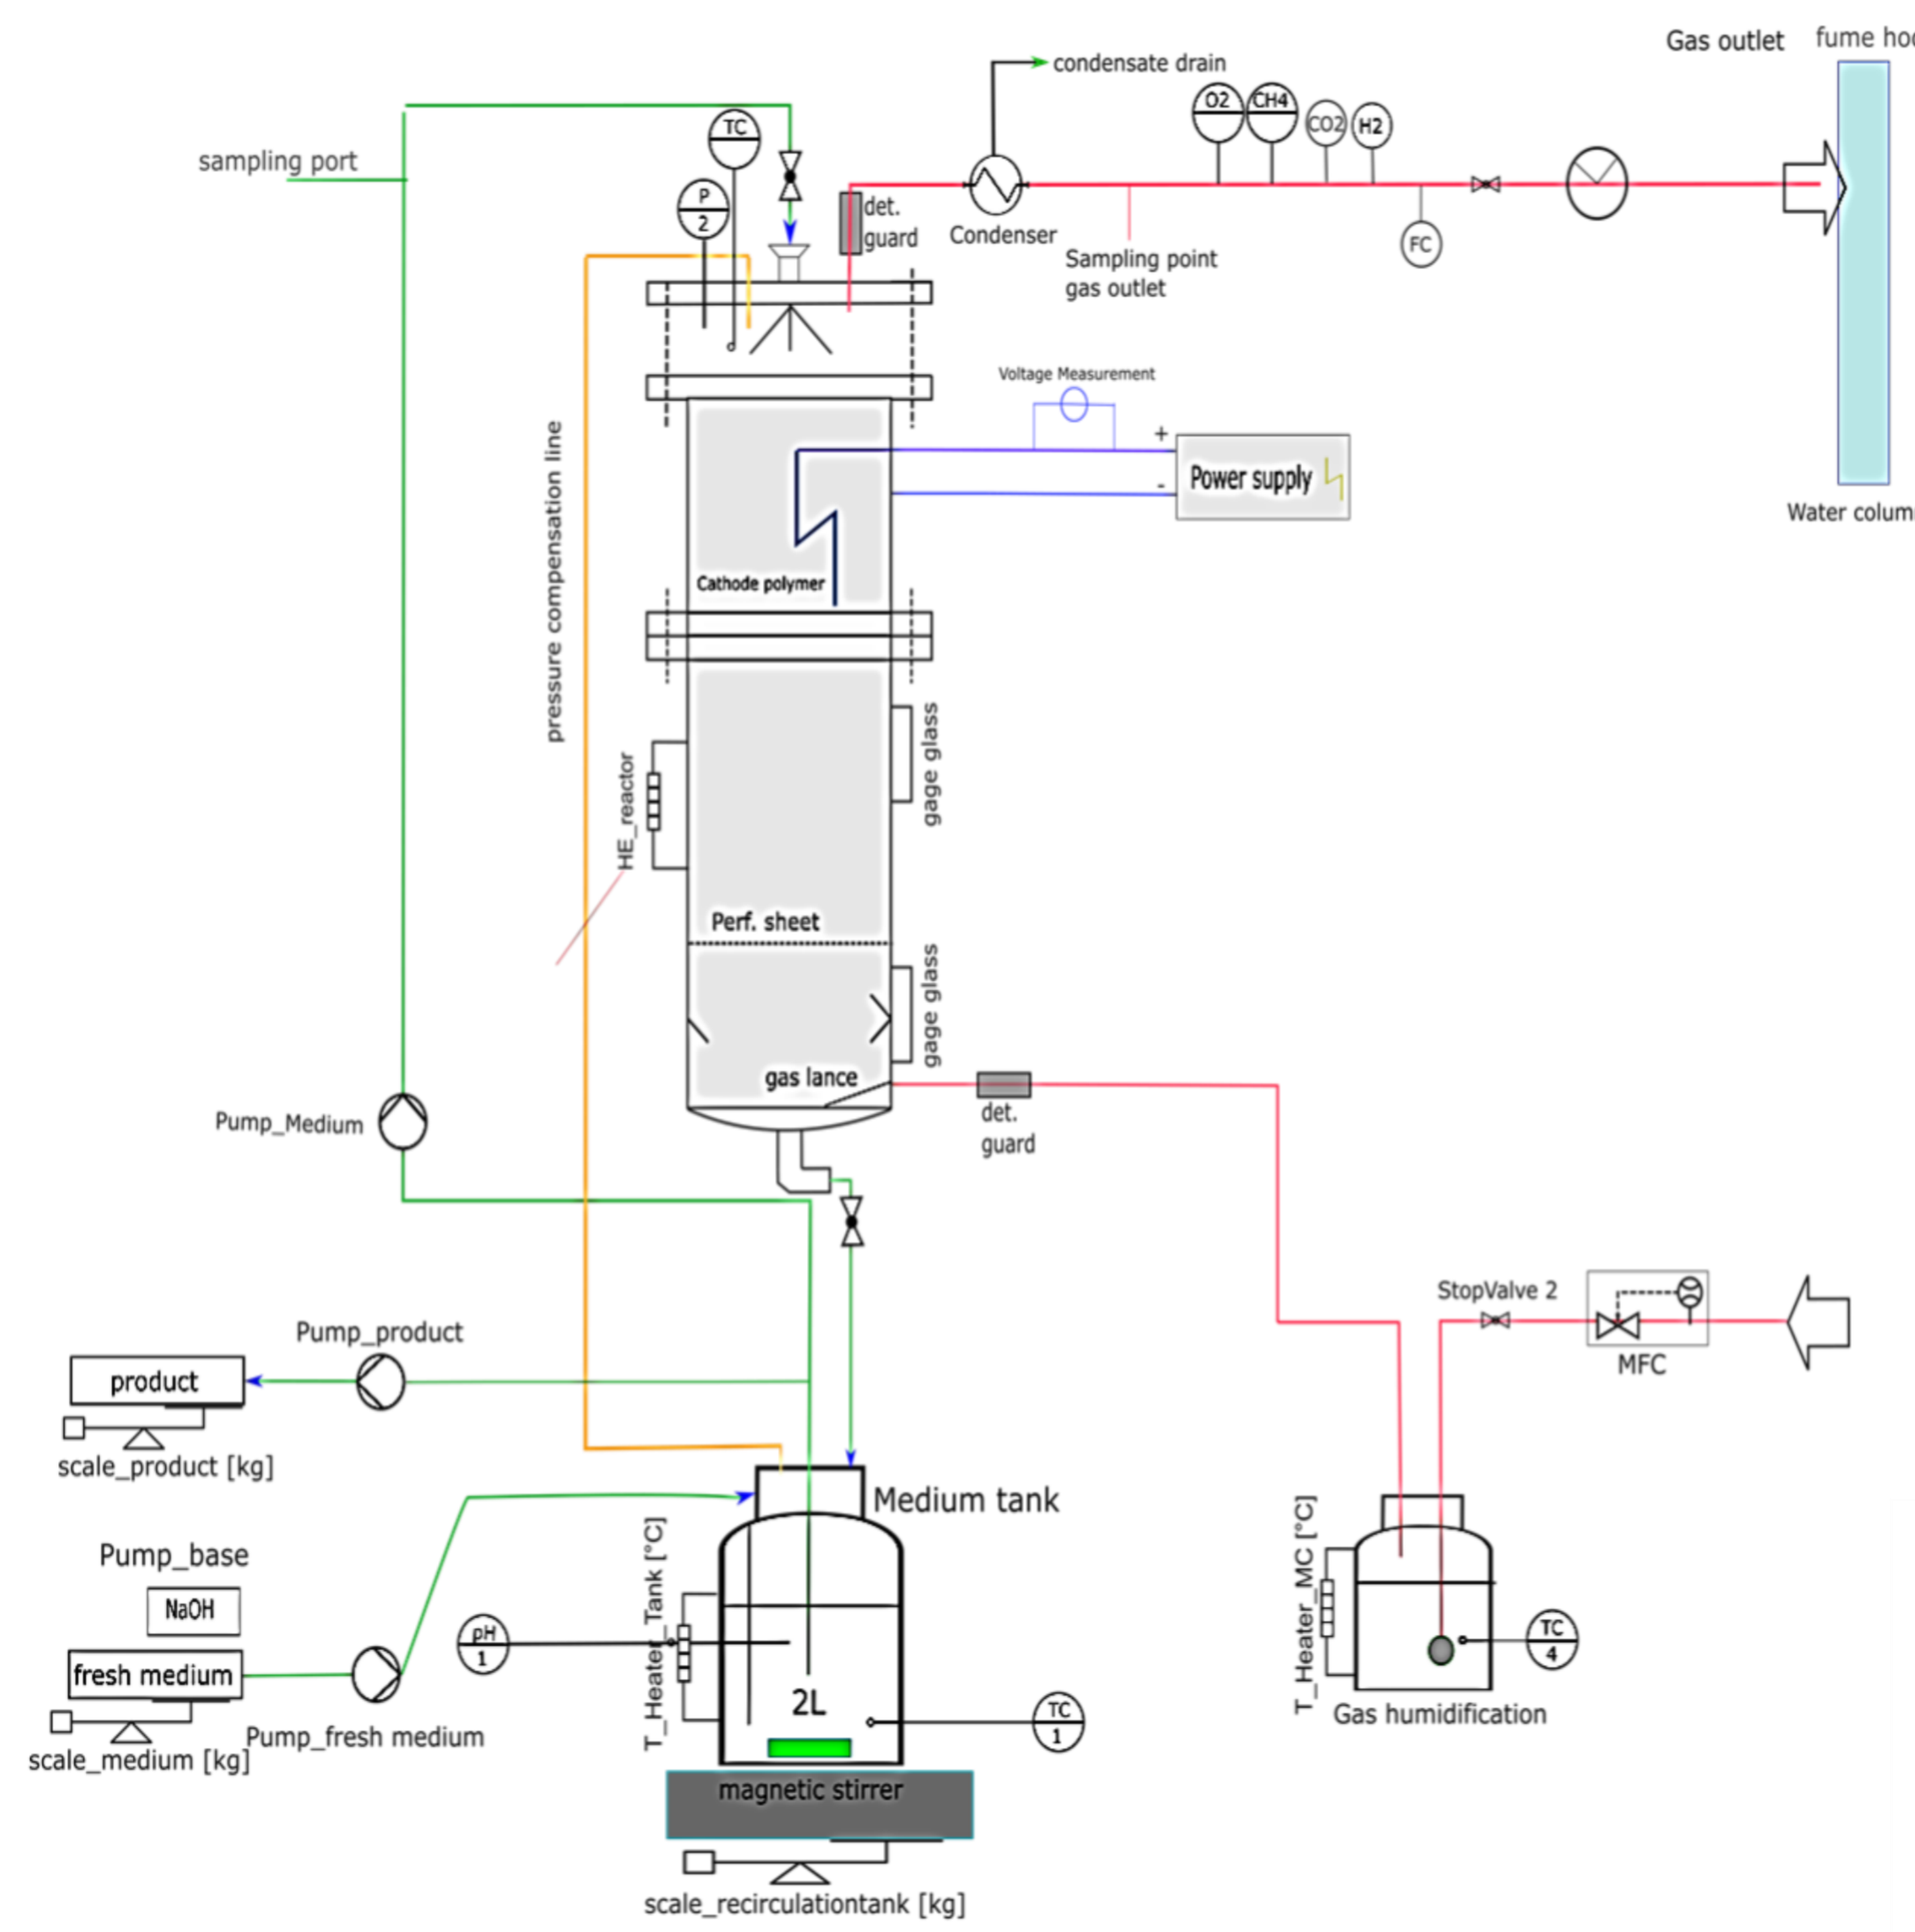 Gas outlet
fume hoo
condensate drain
O2
CH4
CO2
H2
TC
sampling port
P
2
det.
guard
Condenser
Sampling point
gas outlet
FC
Voltage Measurement
+
-
Power supply
Water colum
pressure compensation line
Cathode polymer
gage glass
HE_reactor
Perf. sheet
gage glass
gas lance
det.
guard
Pump_Medium
StopValve 2
MFC
Pump_product
product
scale_product [kg]
Medium tank
Pump_base
NaOH
fresh medium
scale_medium [kg]
Pump_fresh medium
pH
1
T_Heater_Tank [°C]
2L
TC
1
T_Heater_MC [°C]
TC
4
Gas humidification
magnetic stirrer
scale_recirculationtank [kg]